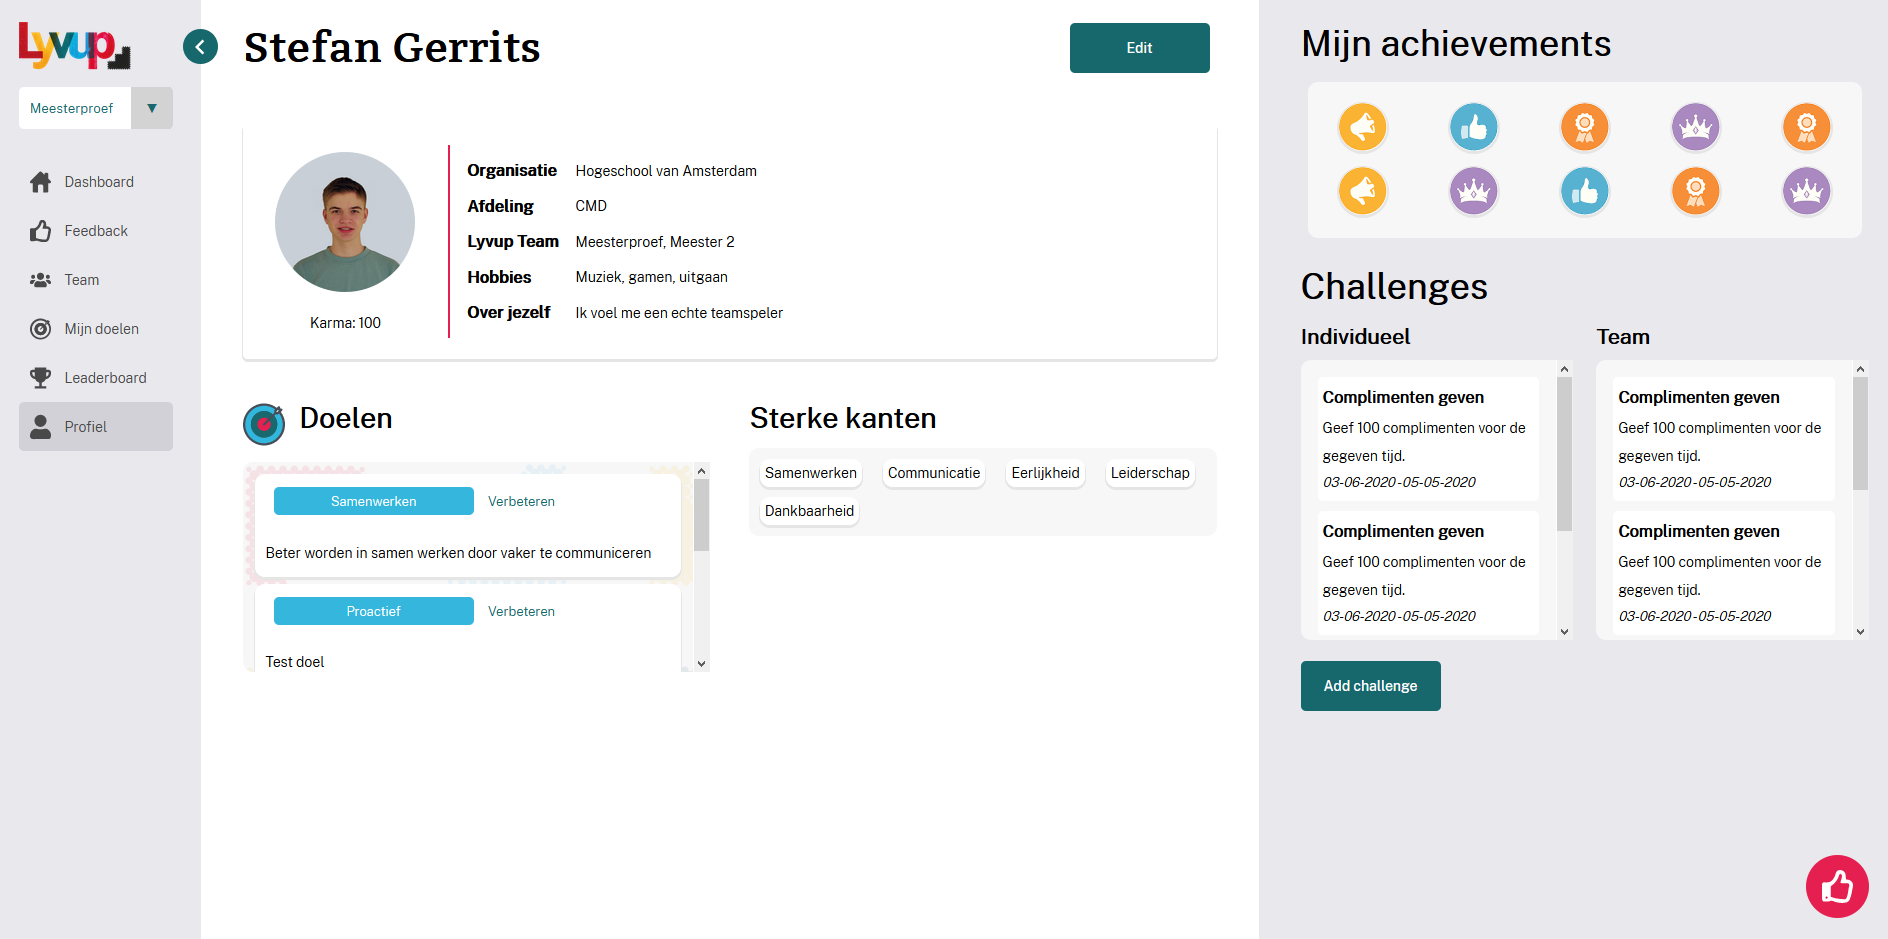 Lyvup
Meesterproef
Dashboard
Feedback
Team
Mijn doelen
Leaderboard
Profiel
Stefan Gerrits
Edit
Karma: 100
Organisatie Hogeschool van Amsterdam
Afdeling CMD
Lyvup Team Meesterproef, Meester 2
Hobbies Muziek, gamen, uitgaan
Over jezelf Ik voel me een echte teamspeler
Doelen
Samenwerken Verbeteren
Beter worden in samen werken door vaker te communiceren
Proactief Verbeteren
Test doel
Sterke kanten
Samenwerken Communicatie Eerlijkheid Leiderschap
Dankbaarheid
Mijn achievements
Challenges
Individueel
Complimenten geven
Geef 100 complimenten voor de
gegeven tijd.
03-06-2020-05-05-2020
Complimenten geven
Geef 100 complimenten voor de
gegeven tijd.
03-06-2020-05-05-2020
Team
Complimenten geven
Geef 100 complimenten voor de
gegeven tijd.
03-06-2020-05-05-2020
Complimenten geven
Geef 100 complimenten voor de
gegeven tijd.
03-06-2020-05-05-2020
Add challenge